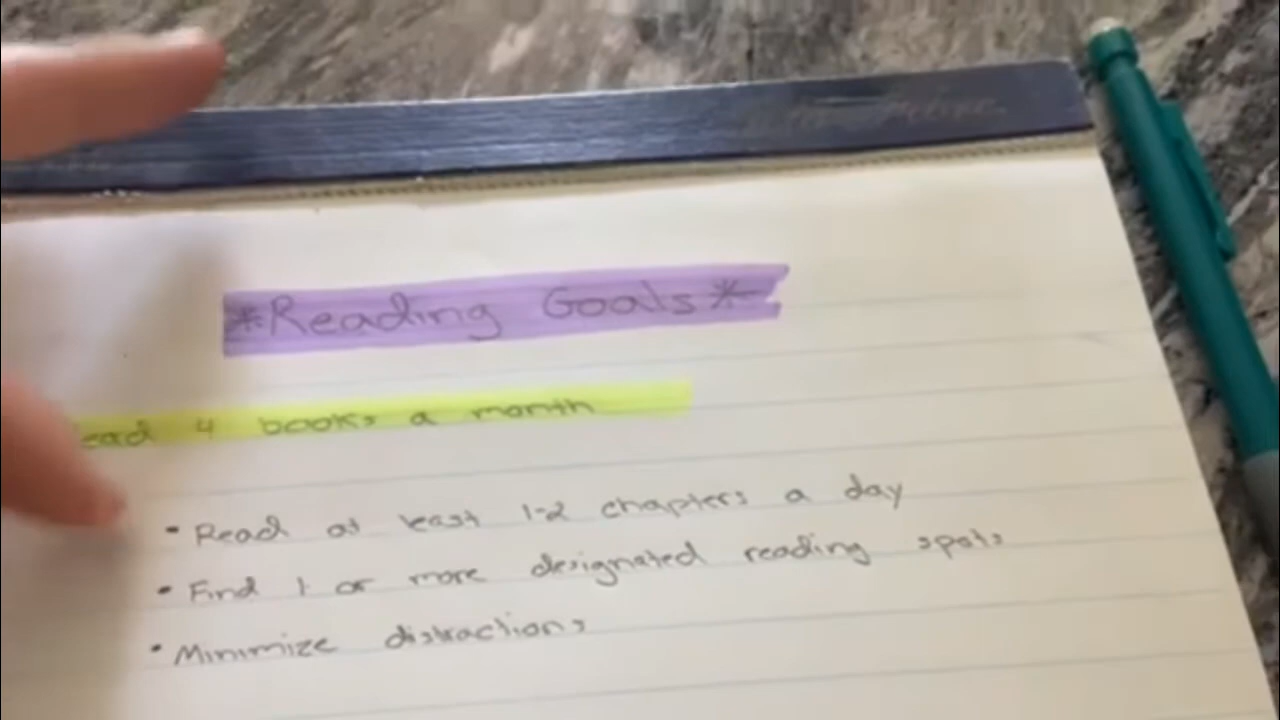 *Reading Goals*
ead 4 books a month
• Read at least 1-2 chapters a day
• Find 1 or more designated reading spots
• Minimize distractions